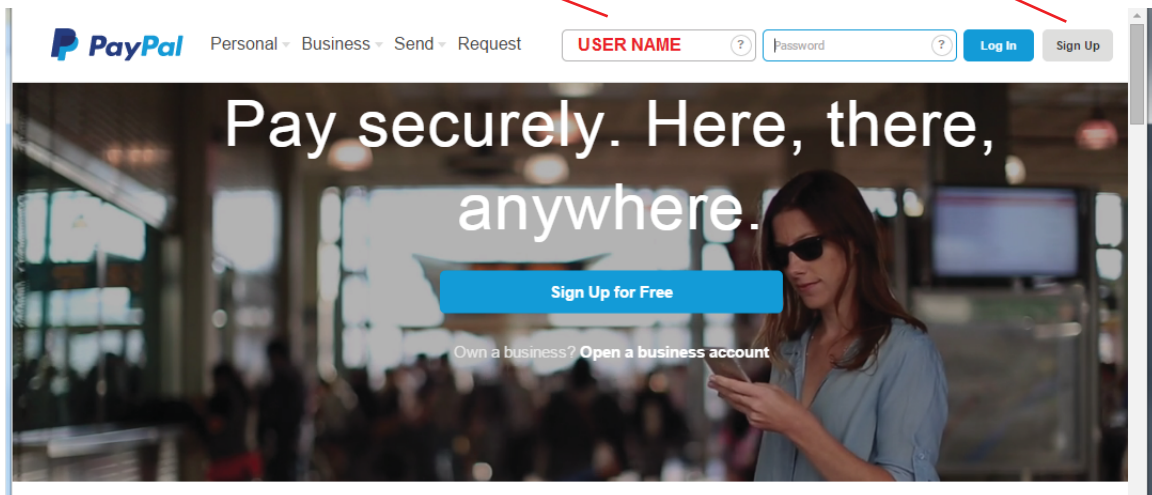 PayPal Personal Business Send Request USER NAME ? Password ? Log In Sign Up
Pay securely. Here, there,
anywhere.
Sign Up for Free
Own a business? Open a business account